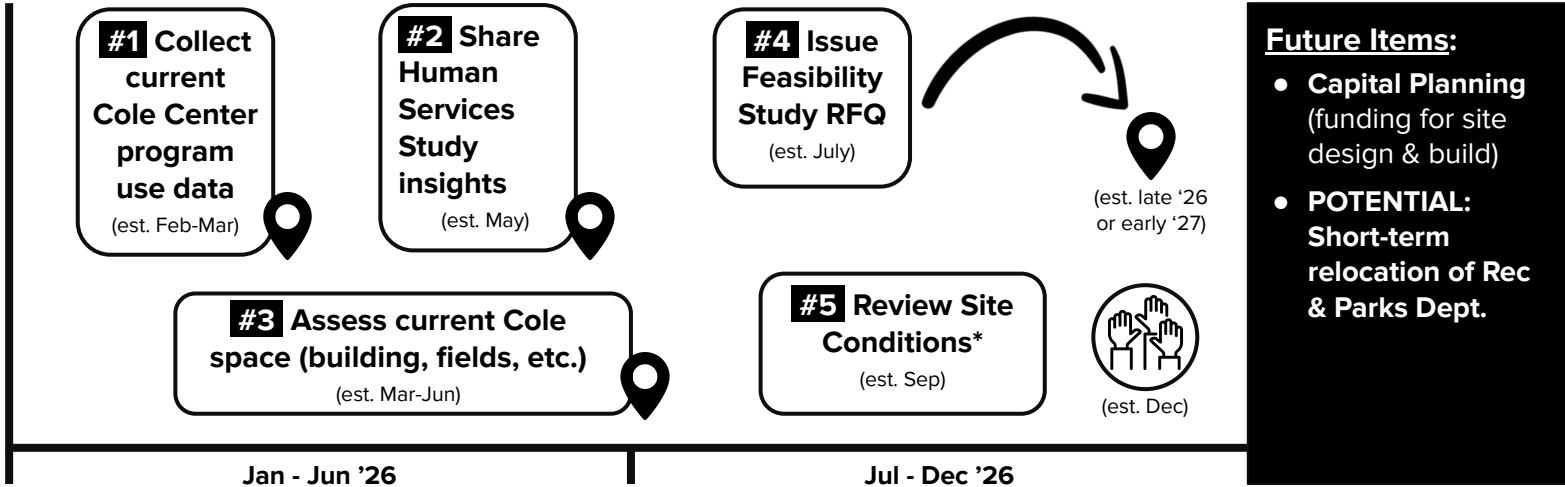 #1 Collect
current
Cole Center
program
use data
(est. Feb-Mar)
#2 Share
Human
Services
Study
insights
(est. May)
#3 Assess current Cole
space (building, fields, etc.)
(est. Mar-Jun)
#4 Issue
Feasibility
Study RFQ
(est. July)
(est. late ‘26
or early ‘27)
#5 Review Site
Conditions*
(est. Sep)
(est. Dec)
Jan - Jun ’26
Jul - Dec ’26
Future Items:
● Capital Planning
(funding for site
design & build)
● POTENTIAL:
Short-term
relocation of Rec
& Parks Dept.